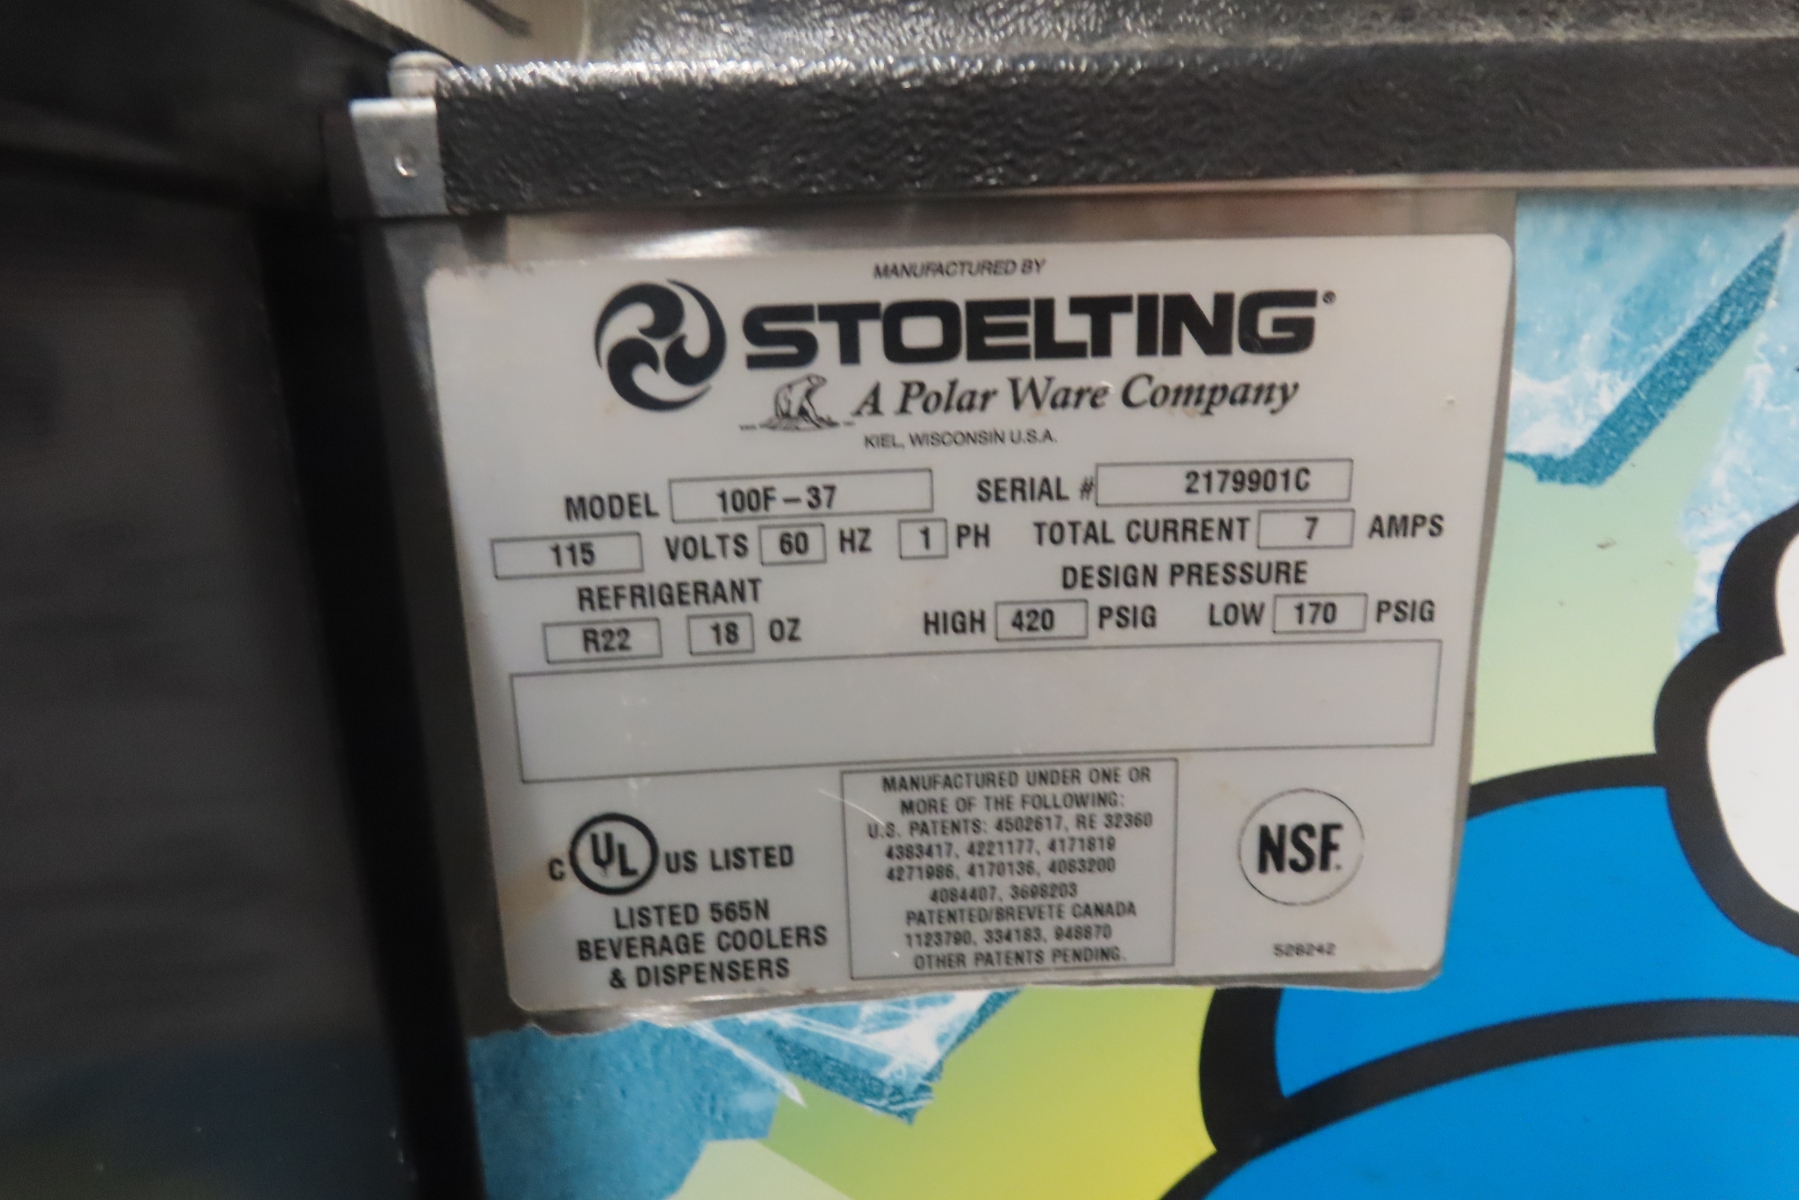 MANUFACTURED BY
STOELTING®
A Polar Ware Company
KIEL, WISCONSIN U.S.A.
MODEL 100F-37 SERIAL # 2179901C
115 VOLTS 60 HZ 1 PH TOTAL CURRENT 7 AMPS
REFRIGERANT DESIGN PRESSURE
R22 18 OZ HIGH 420 PSIG LOW 170 PSIG
MANUFACTURED UNDER ONE OR
MORE OF THE FOLLOWING:
U.S. PATENTS: 4502617, RE 32360
4383417, 4221177, 4171819
4271986, 4170136, 4083200
4084407, 3698203
PATENTED/BREVETE CANADA
1123790, 334183, 948870
OTHER PATENTS PENDING.
C UL US LISTED
LISTED 565N
BEVERAGE COOLERS
& DISPENSERS
NSF.
528242